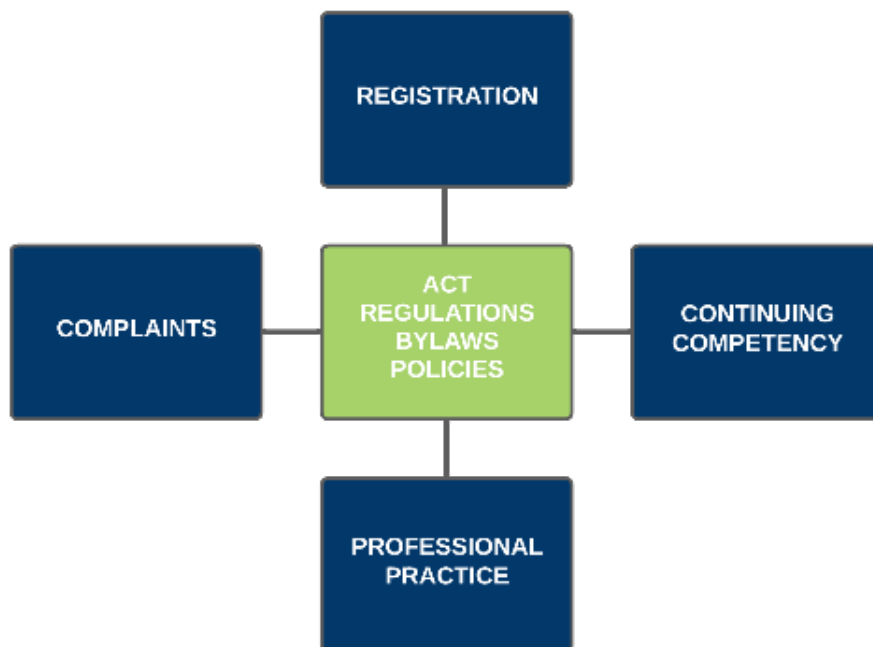 REGISTRATION
COMPLAINTS
ACT
REGULATIONS
BYLAWS
POLICIES
CONTINUING
COMPETENCY
PROFESSIONAL
PRACTICE